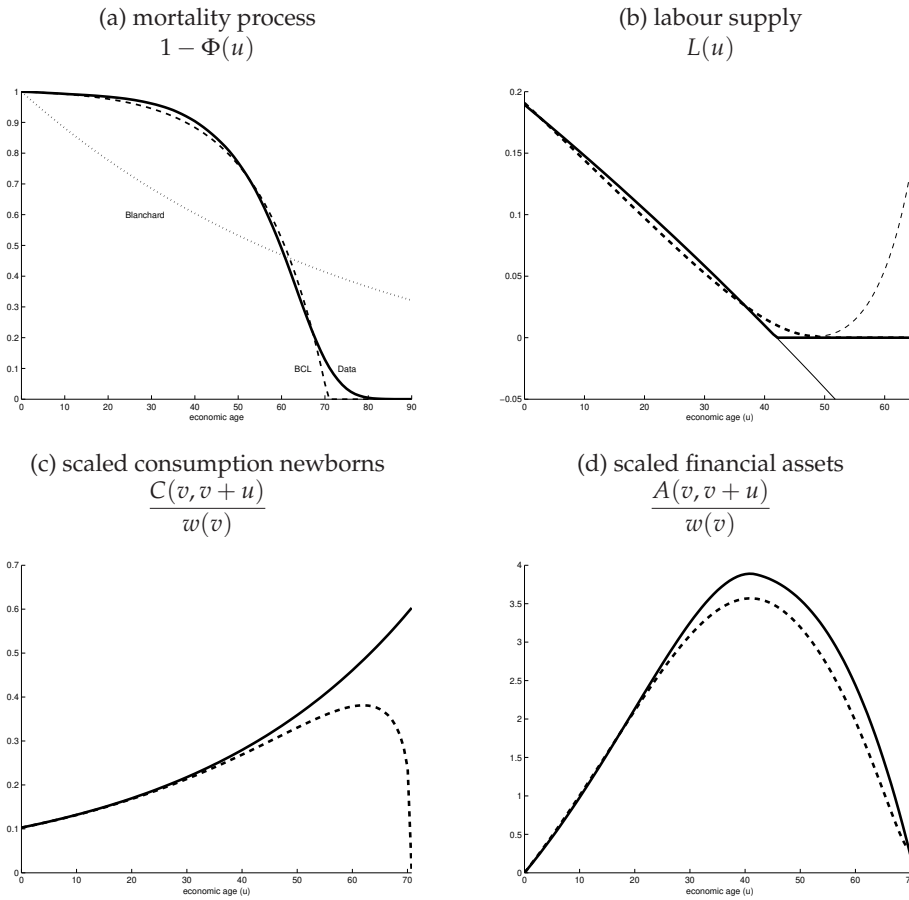 (a) mortality process
1 − Φ(u)
1
0.9
0.8
0.7
0.6
0.5
0.4
0.3
0.2
0.1
0
Blanchard
BCL
Data
0 10 20 30 40 50 60 70 80 90
economic age
(b) labour supply
L(u)
0.2
0.15
0.1
0.05
0
−0.05
0 10 20 30 40 50 60
economic age (u)
(c) scaled consumption newborns
C(v, v + u)
w(v)
0.7
0.6
0.5
0.4
0.3
0.2
0.1
0
0 10 20 30 40 50 60 70
economic age (u)
(d) scaled financial assets
A(v, v + u)
w(v)
4
3.5
3
2.5
2
1.5
1
0.5
0
0 10 20 30 40 50 60 70
economic age (u)